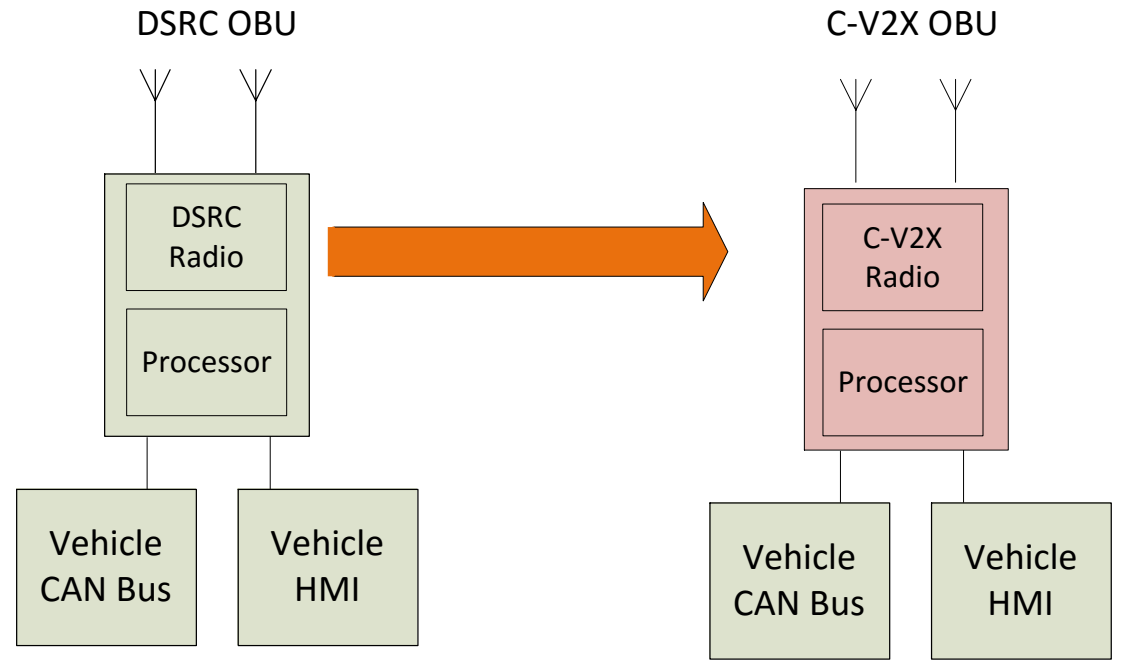 DSRC OBU
C-V2X OBU
DSRC
Radio
Processor
Vehicle
CAN Bus
Vehicle
HMI
C-V2X
Radio
Processor
Vehicle
CAN Bus
Vehicle
HMI